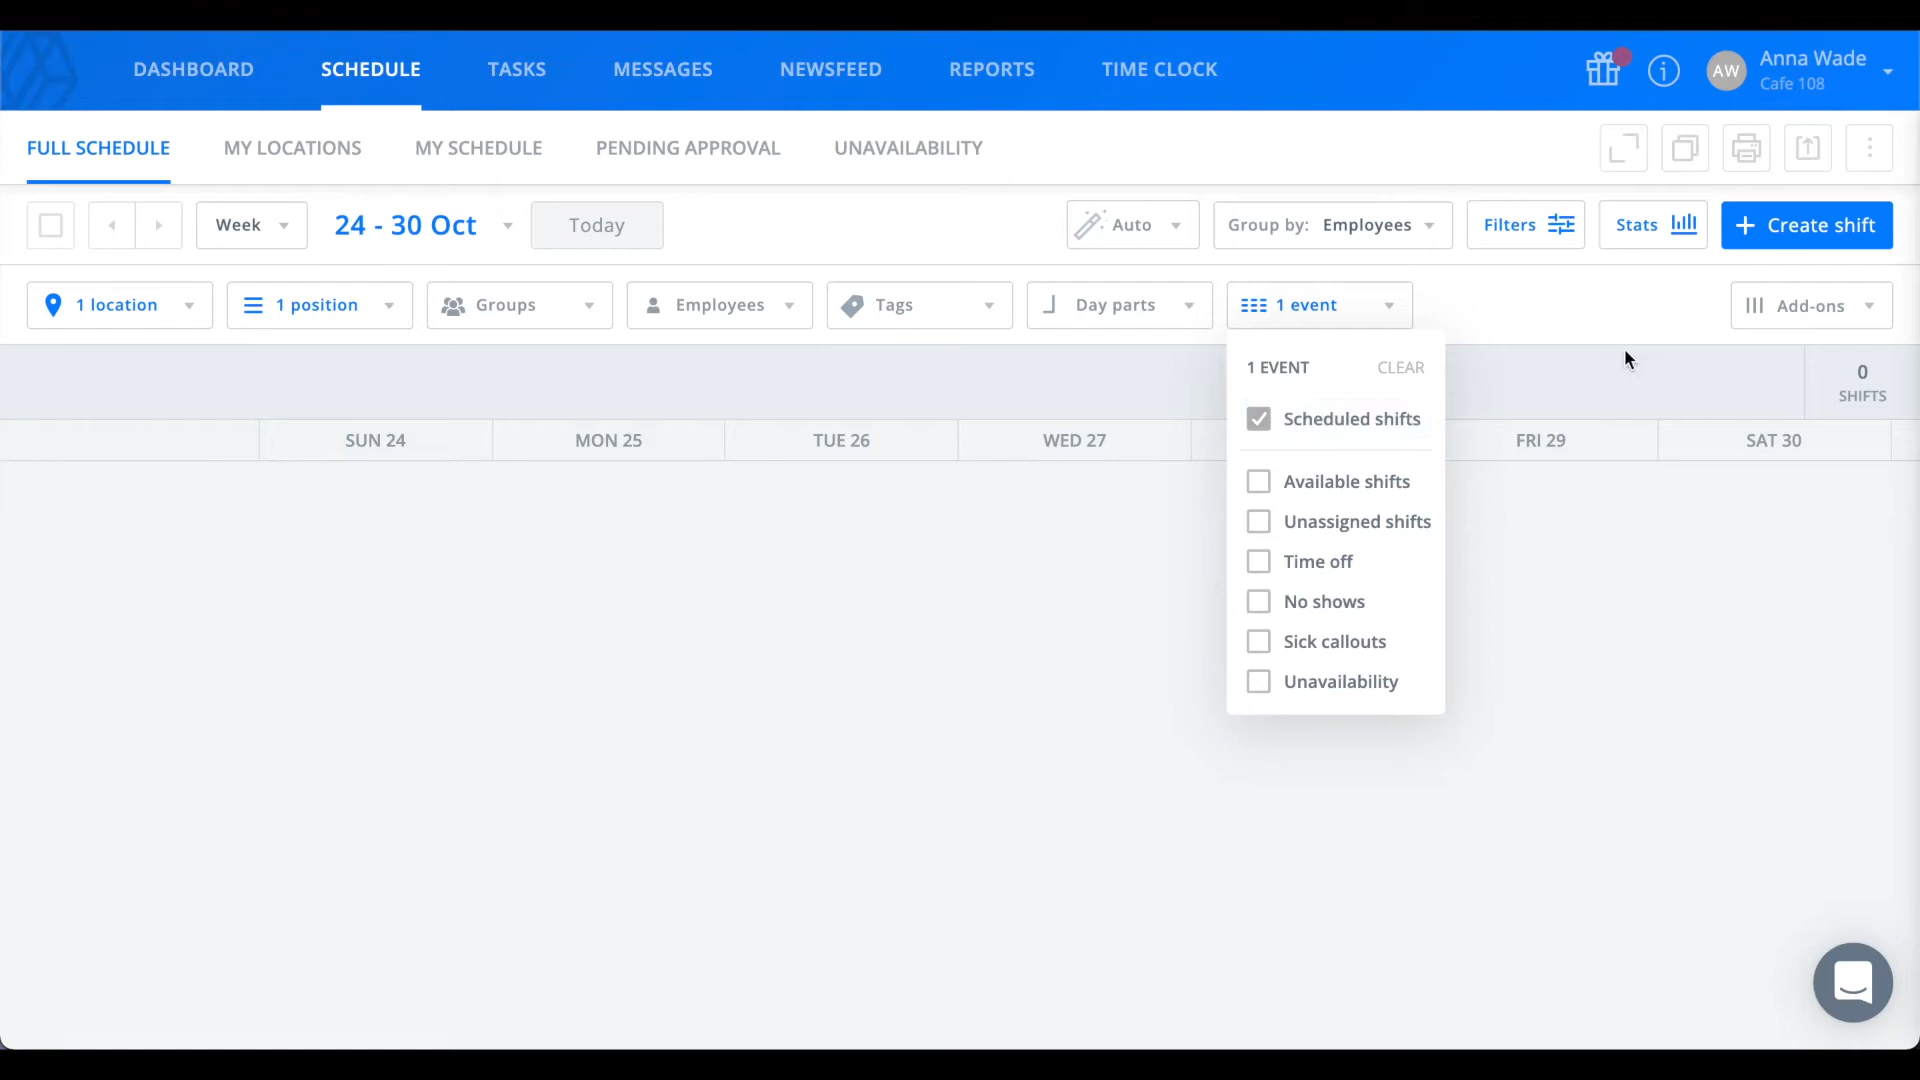 DASHBOARD SCHEDULE TASKS MESSAGES NEWSFEED REPORTS TIME CLOCK
AW Anna Wade
Cafe 108
FULL SCHEDULE MY LOCATIONS MY SCHEDULE PENDING APPROVAL UNAVAILABILITY
Week 24 - 30 Oct Today Auto Group by: Employees Filters Stats + Create shift
1 location 1 position Groups Employees Tags Day parts 1 event Add-ons
1 EVENT CLEAR
0
SHIFTS
Scheduled shifts
SUN 24 MON 25 TUE 26 WED 27 FRI 29 SAT 30
Available shifts
Unassigned shifts
Time off
No shows
Sick callouts
Unavailability